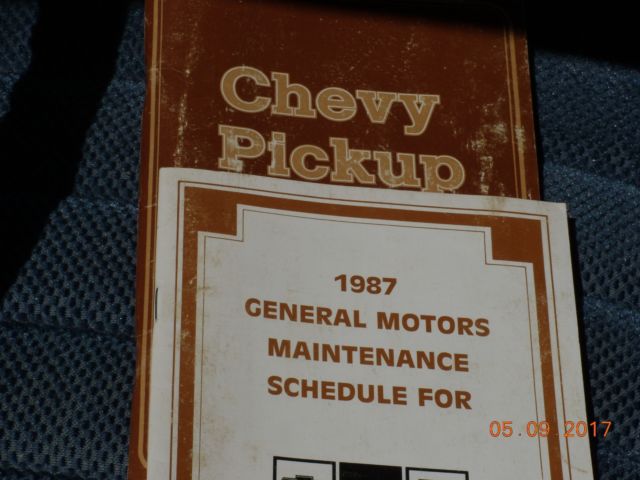 Chevy
Pickup
1987
GENERAL MOTORS
MAINTENANCE
SCHEDULE FOR
05.09.2017